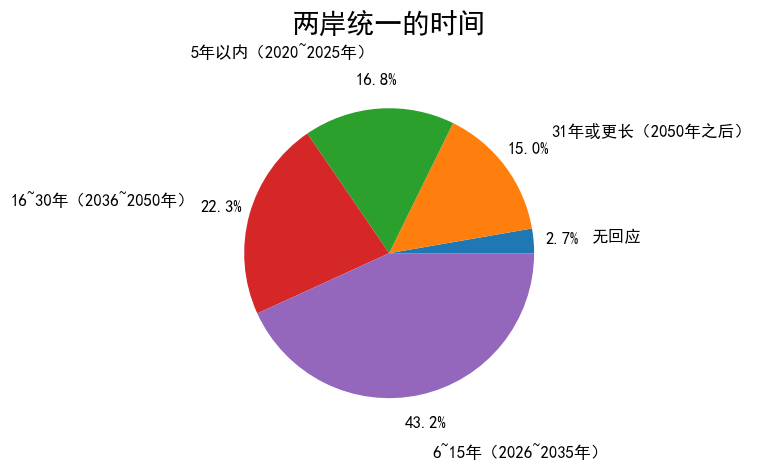 两岸统一的时间
5年以内（2020~2025年）
16.8%
31年或更长（2050年之后）
15.0%
16~30年（2036~2050年）
22.3%
2.7%
无回应
43.2%
6~15年（2026~2035年）